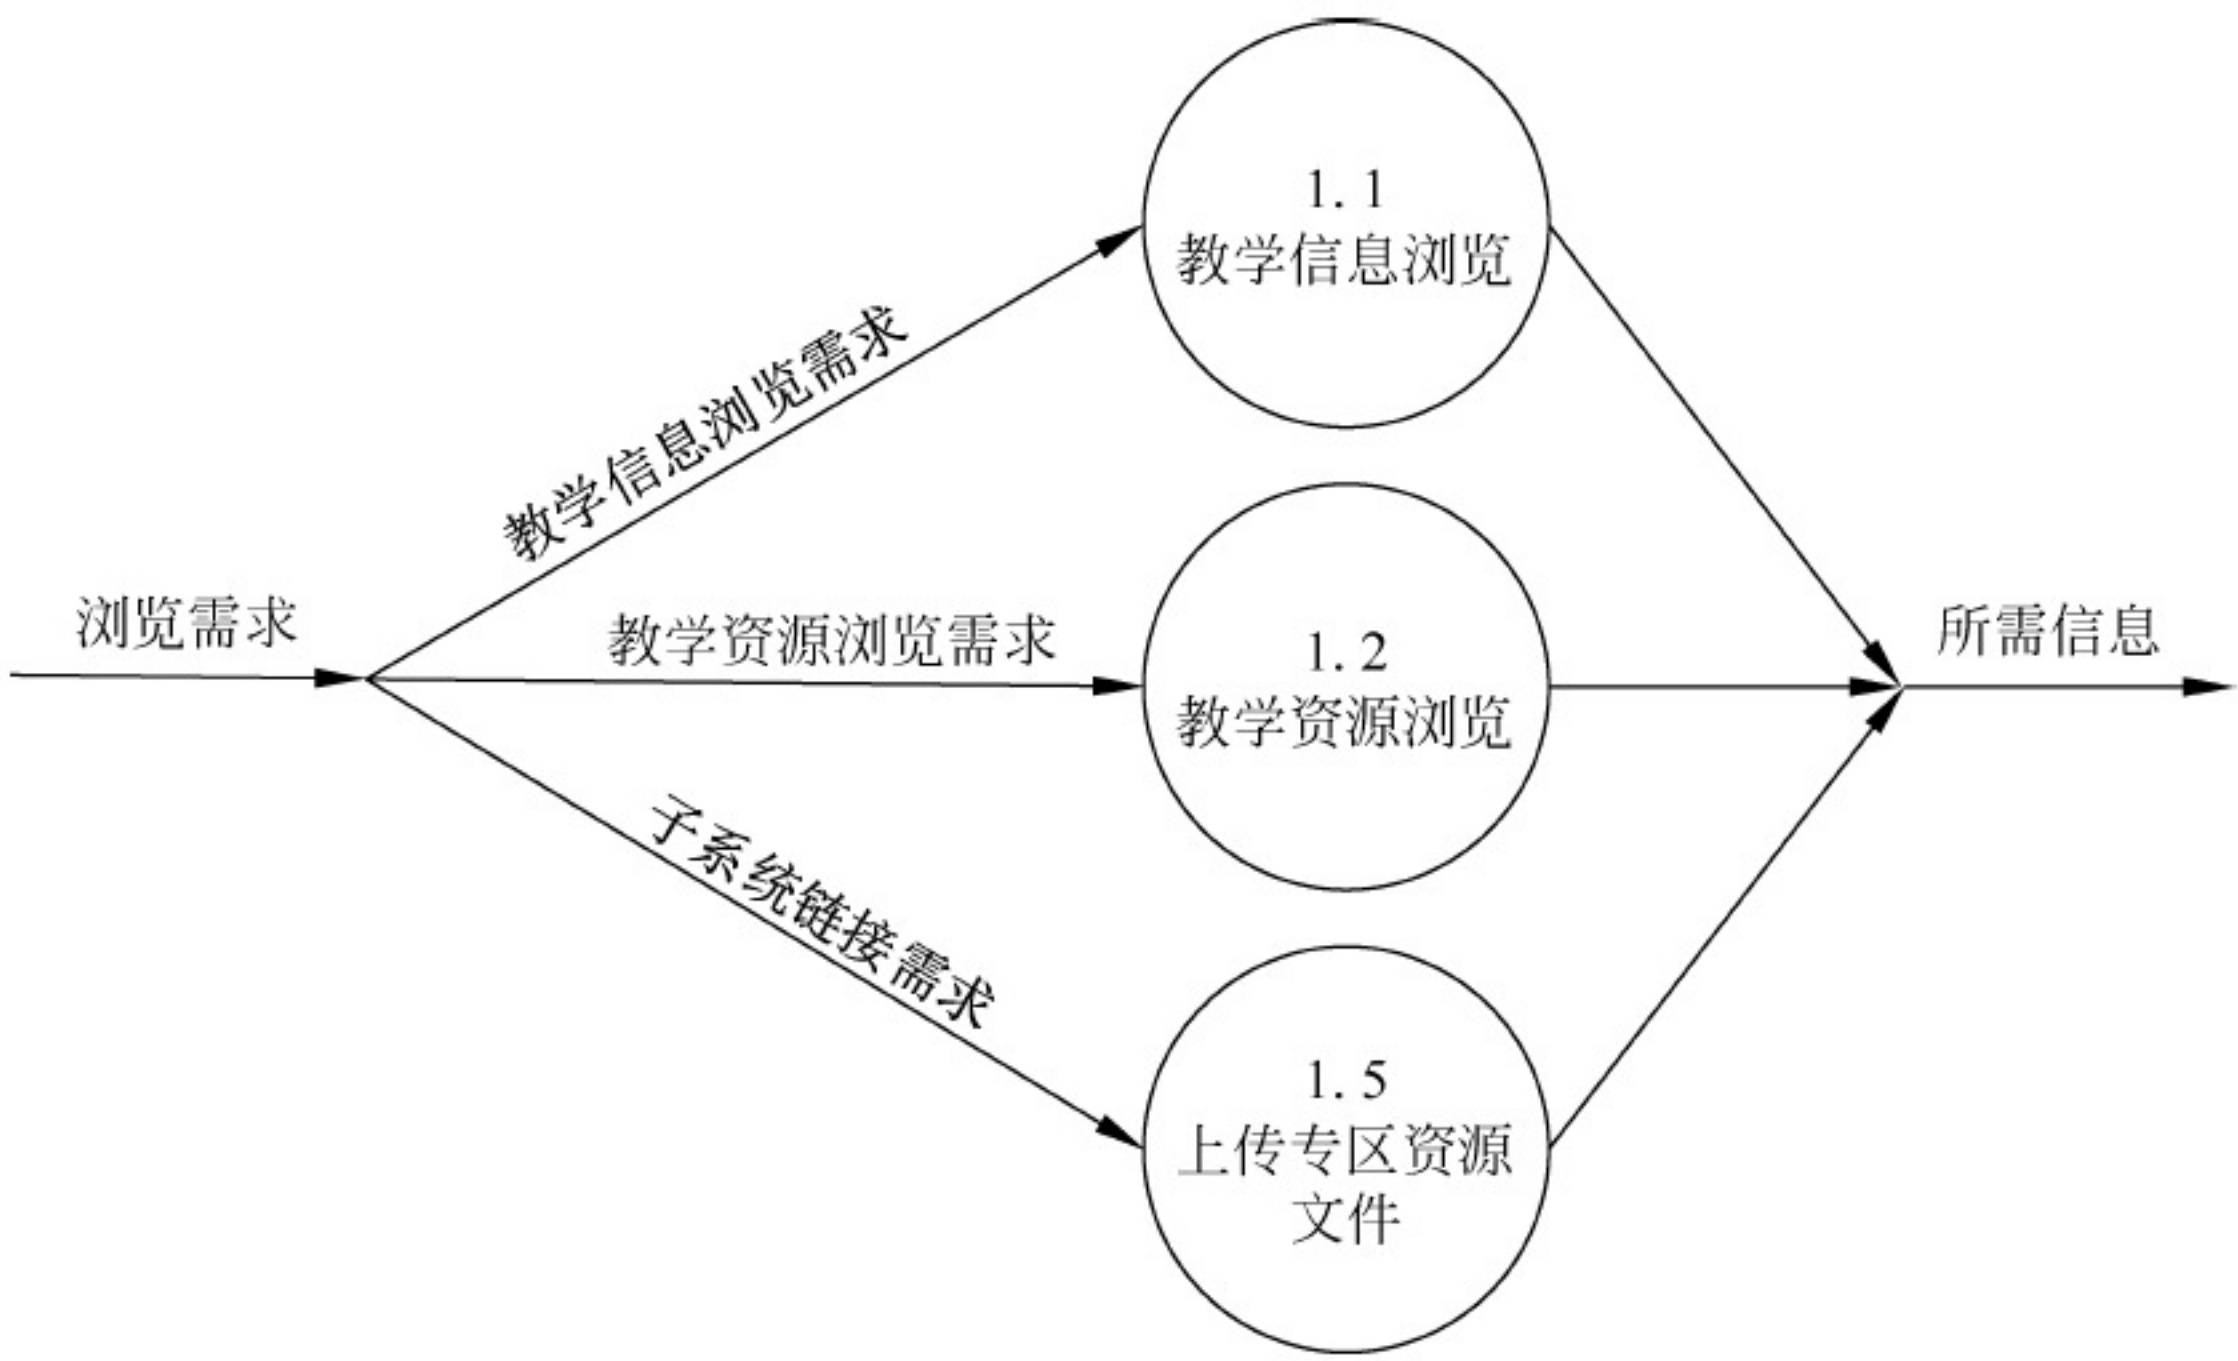 1. 1
教学信息浏览
教学信息浏览需求
浏览需求
教学资源浏览需求
1. 2
教学资源浏览
所需信息
子系统链接需求
1. 5
上传专区资源
文件